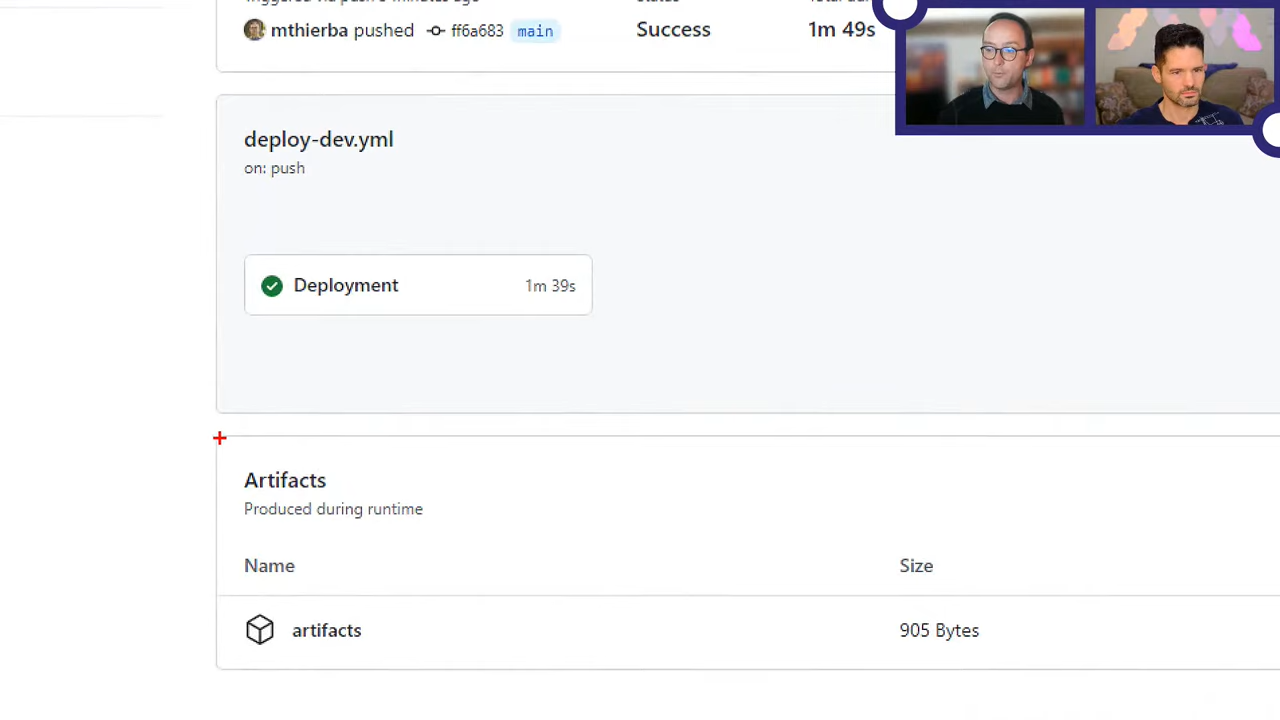 mthierba pushed ff6a683 main Success 1m 49s
deploy-dev.yml
on: push
Deployment 1m 39s
Artifacts
Produced during runtime
Name Size
artifacts 905 Bytes